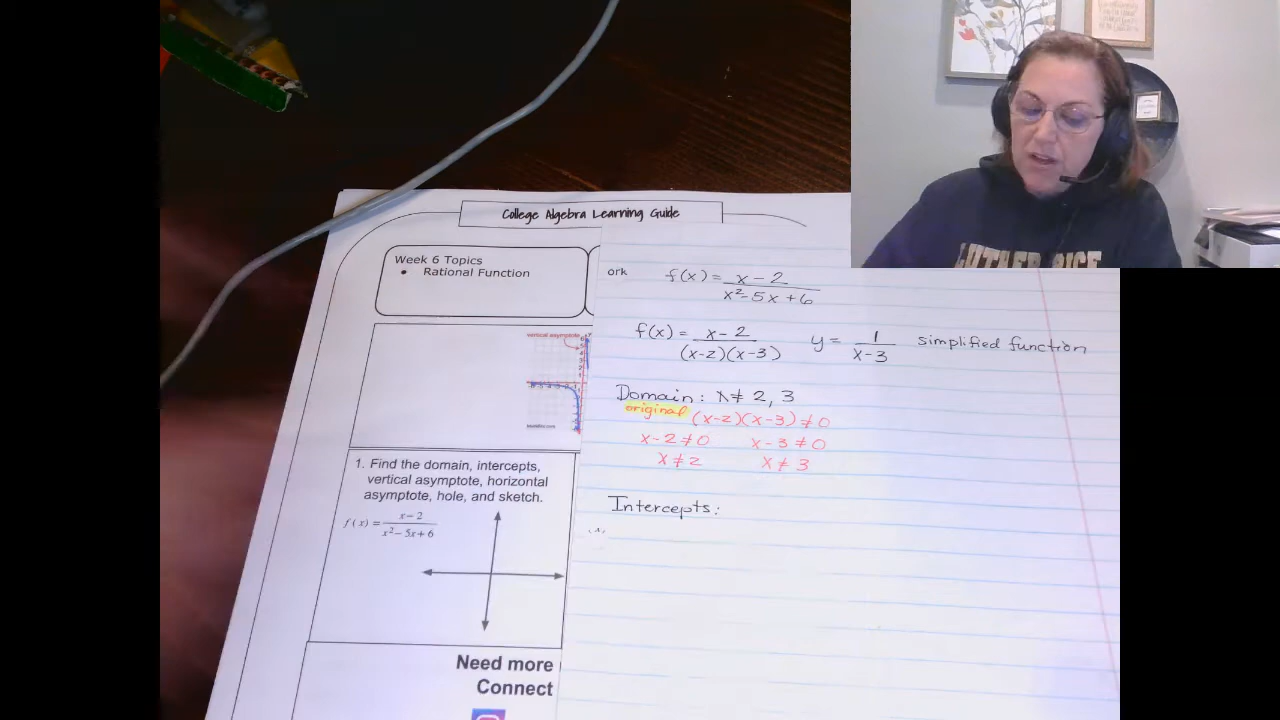 College Algebra Learning Guide
Week 6 Topics
• Rational Function
vertical asymptote
1. Find the domain, intercepts,
vertical asymptote, horizontal
asymptote, hole, and sketch.
f(x) = x-2 / x²-5x+6
Need more
Connect
ork
f(x) = x-2 / x²-5x+6
f(x) = x-2 / (x-2)(x-3) y = 1 / x-3 simplified function
Domain: x ≠ 2, 3
original (x-2)(x-3) ≠ 0
x-2 ≠ 0 x-3 ≠ 0
x ≠ 2 x ≠ 3
Intercepts:
LUTHER RICE